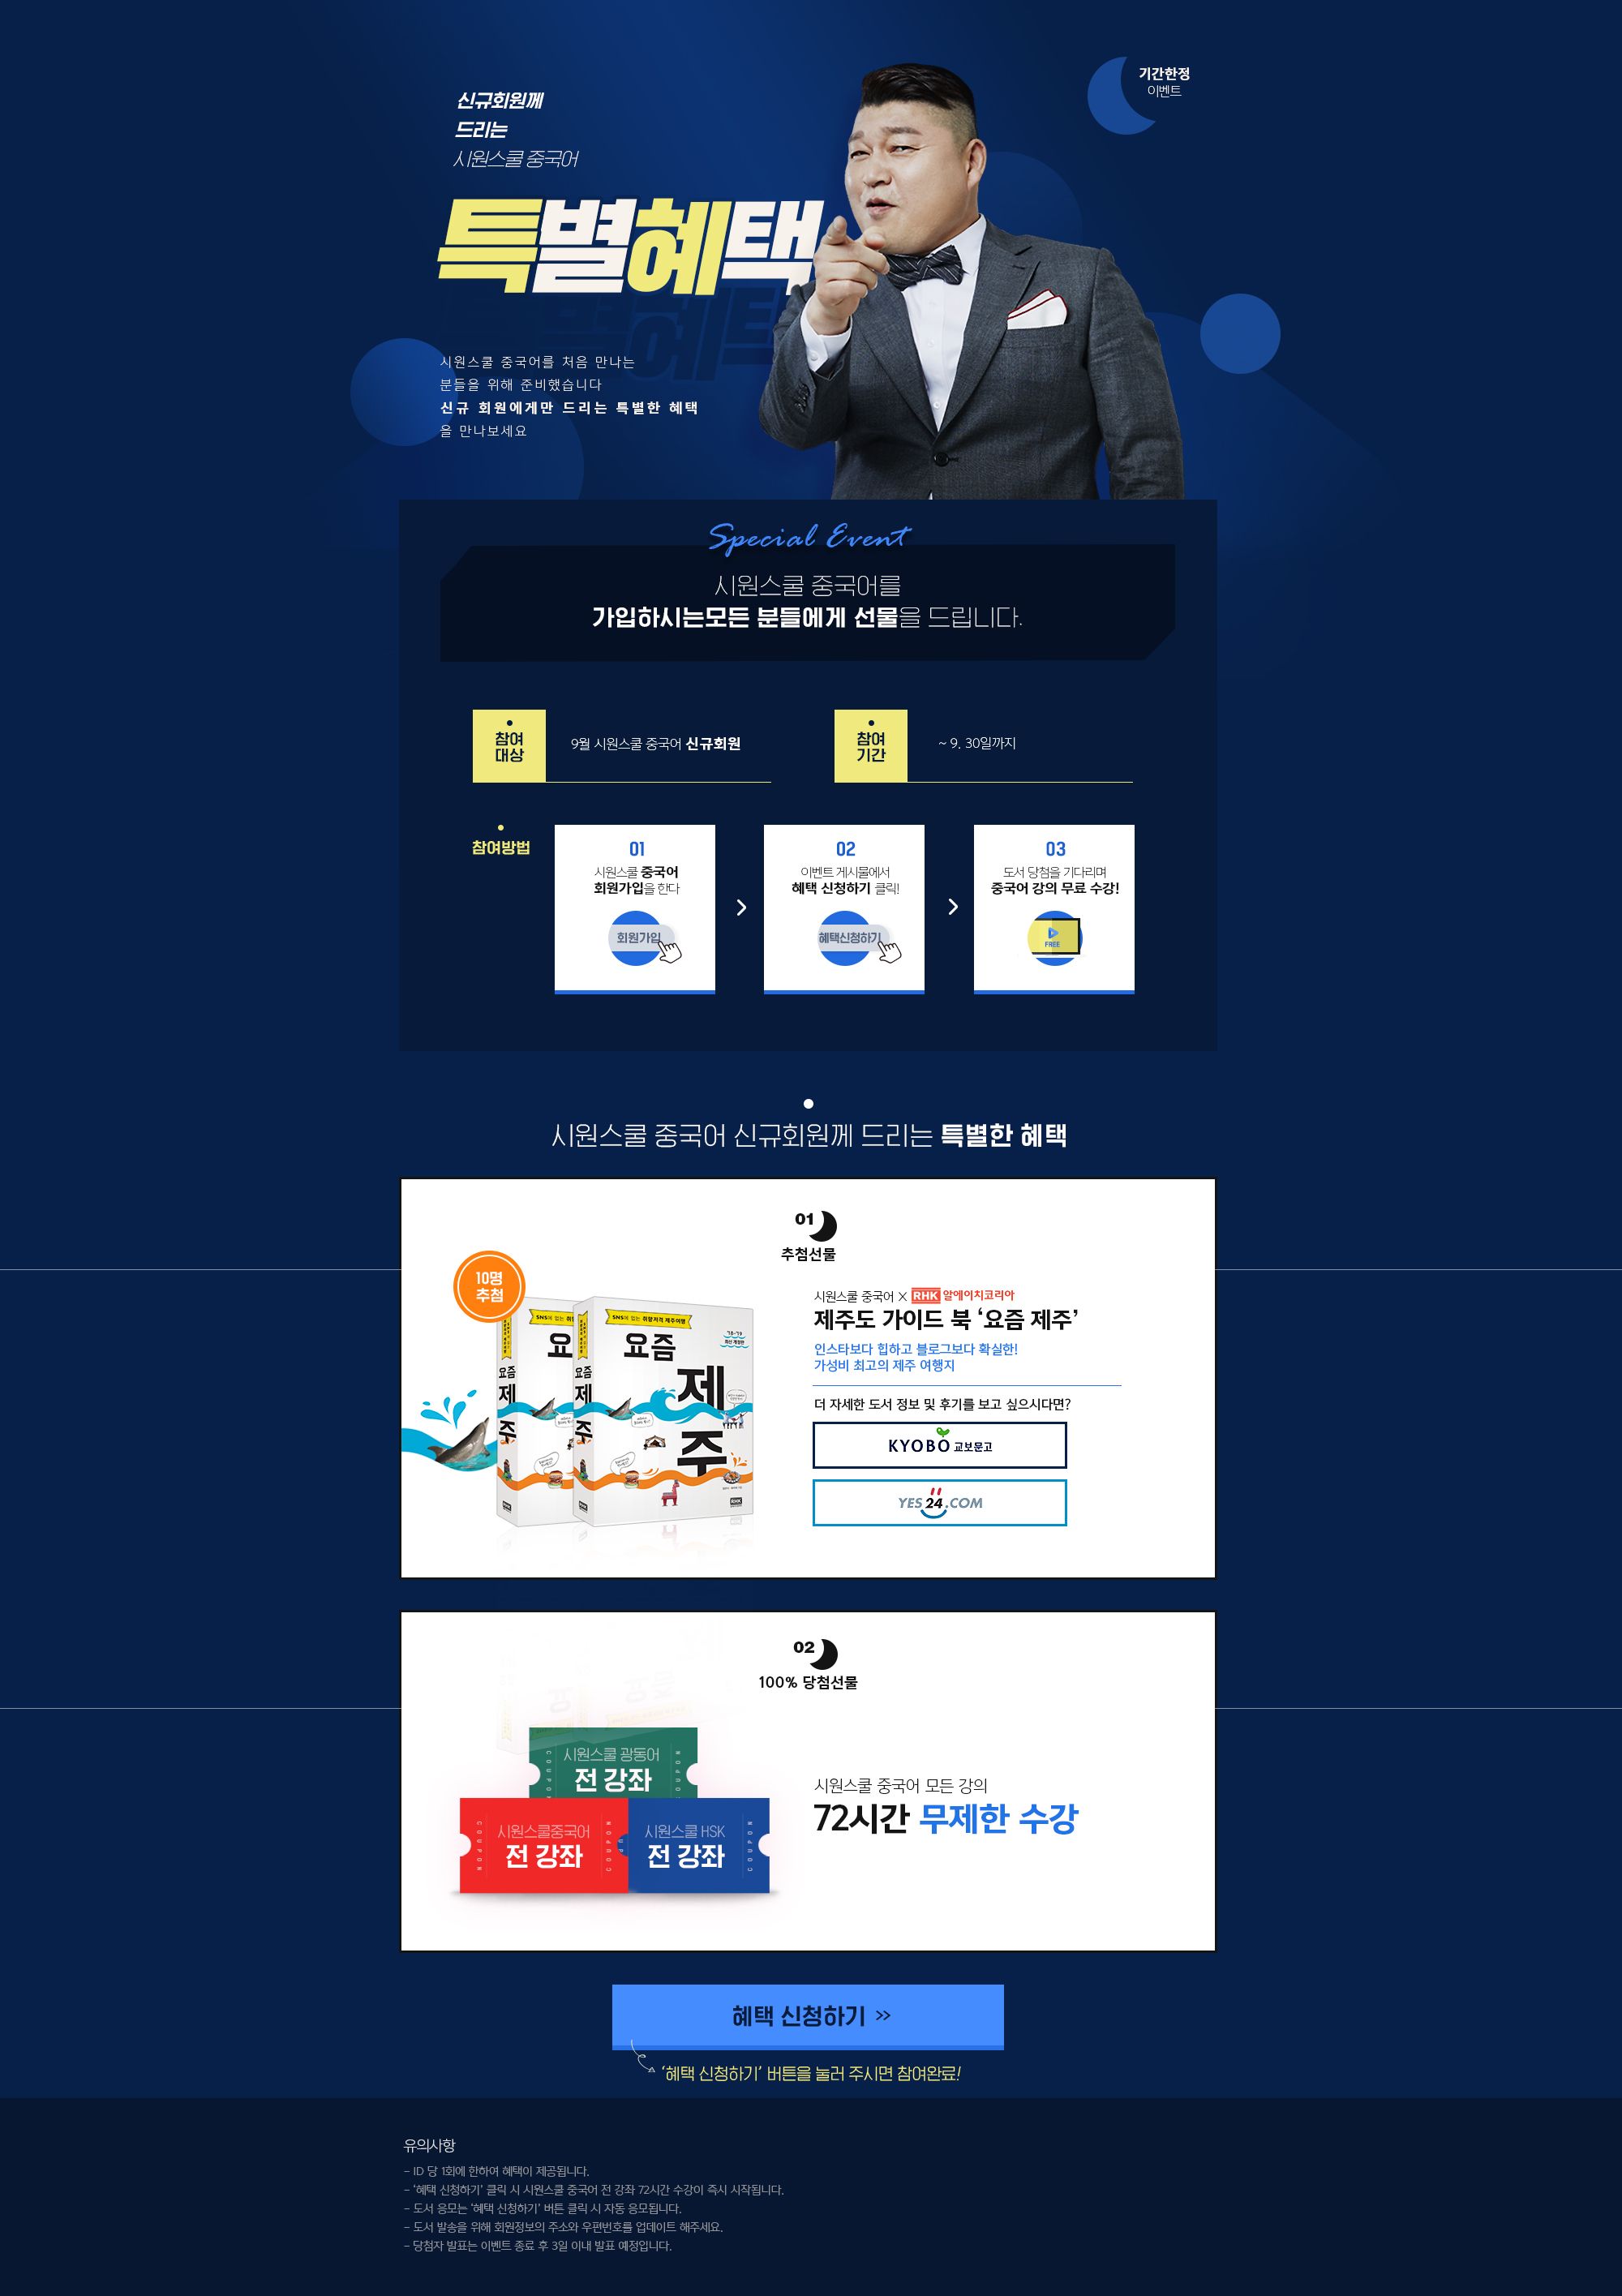 기간한정
이벤트
신규회원께
드리는
시원스쿨 중국어
특별혜택
시원스쿨 중국어를 처음 만나는
분들을 위해 준비했습니다
신규 회원에게만 드리는 특별한 혜택
을 만나보세요
Special Event
시원스쿨 중국어를
가입하시는모든 분들에게 선물을 드립니다.
참여
대상
9월 시원스쿨 중국어 신규회원
참여
기간
~ 9. 30일까지
참여방법
01
시원스쿨 중국어
회원가입을 한다
회원가입
02
이벤트 게시물에서
혜택 신청하기 클릭!
혜택신청하기
03
도서 당첨을 기다리며
중국어 강의 무료 수강!
FREE
시원스쿨 중국어 신규회원께 드리는 특별한 혜택
01
추첨선물
10명
추첨
SNS에 없는 취향저격 제주여행
요즘
제
주
RHK
시원스쿨 중국어 X RHK 알에이치코리아
제주도 가이드 북 ‘요즘 제주’
인스타보다 힙하고 블로그보다 확실한!
가성비 최고의 제주 여행지
더 자세한 도서 정보 및 후기를 보고 싶으시다면?
KYOBO 교보문고
YES24.COM
02
100% 당첨선물
시원스쿨 광동어
전 강좌
COUPON
시원스쿨중국어
전 강좌
COUPON
시원스쿨 HSK
전 강좌
COUPON
시원스쿨 중국어 모든 강의
72시간 무제한 수강
혜택 신청하기 >>
‘혜택 신청하기’ 버튼을 눌러 주시면 참여완료!
유의사항
- ID 당 1회에 한하여 혜택이 제공됩니다.
- ‘혜택 신청하기’ 클릭 시 시원스쿨 중국어 전 강좌 72시간 수강이 즉시 시작됩니다.
- 도서 응모는 ‘혜택 신청하기’ 버튼 클릭 시 자동 응모됩니다.
- 도서 발송을 위해 회원정보의 주소와 우편번호를 업데이트 해주세요.
- 당첨자 발표는 이벤트 종료 후 3일 이내 발표 예정입니다.